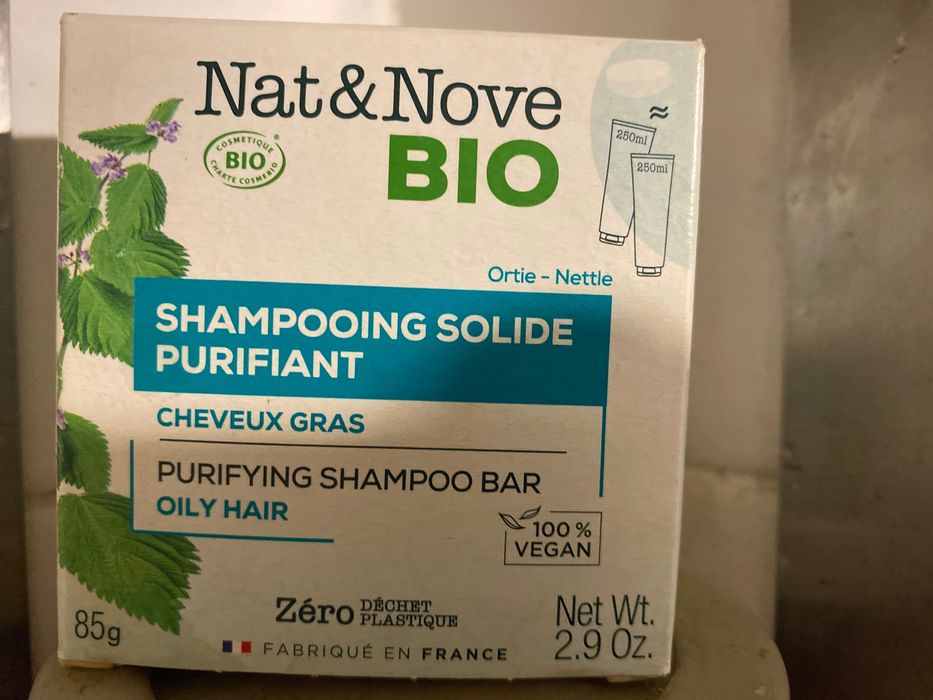 Nat&Nove
BIO
COSMETIQUE
BIO
CHARTE COSMEBIO
®
≈
250ml
250ml
Ortie - Nettle
SHAMPOOING SOLIDE
PURIFIANT
CHEVEUX GRAS
PURIFYING SHAMPOO BAR
OILY HAIR
100 %
VEGAN
Zéro DÉCHET
PLASTIQUE
85g
Net Wt.
2.9 Oz.
FABRIQUÉ EN FRANCE